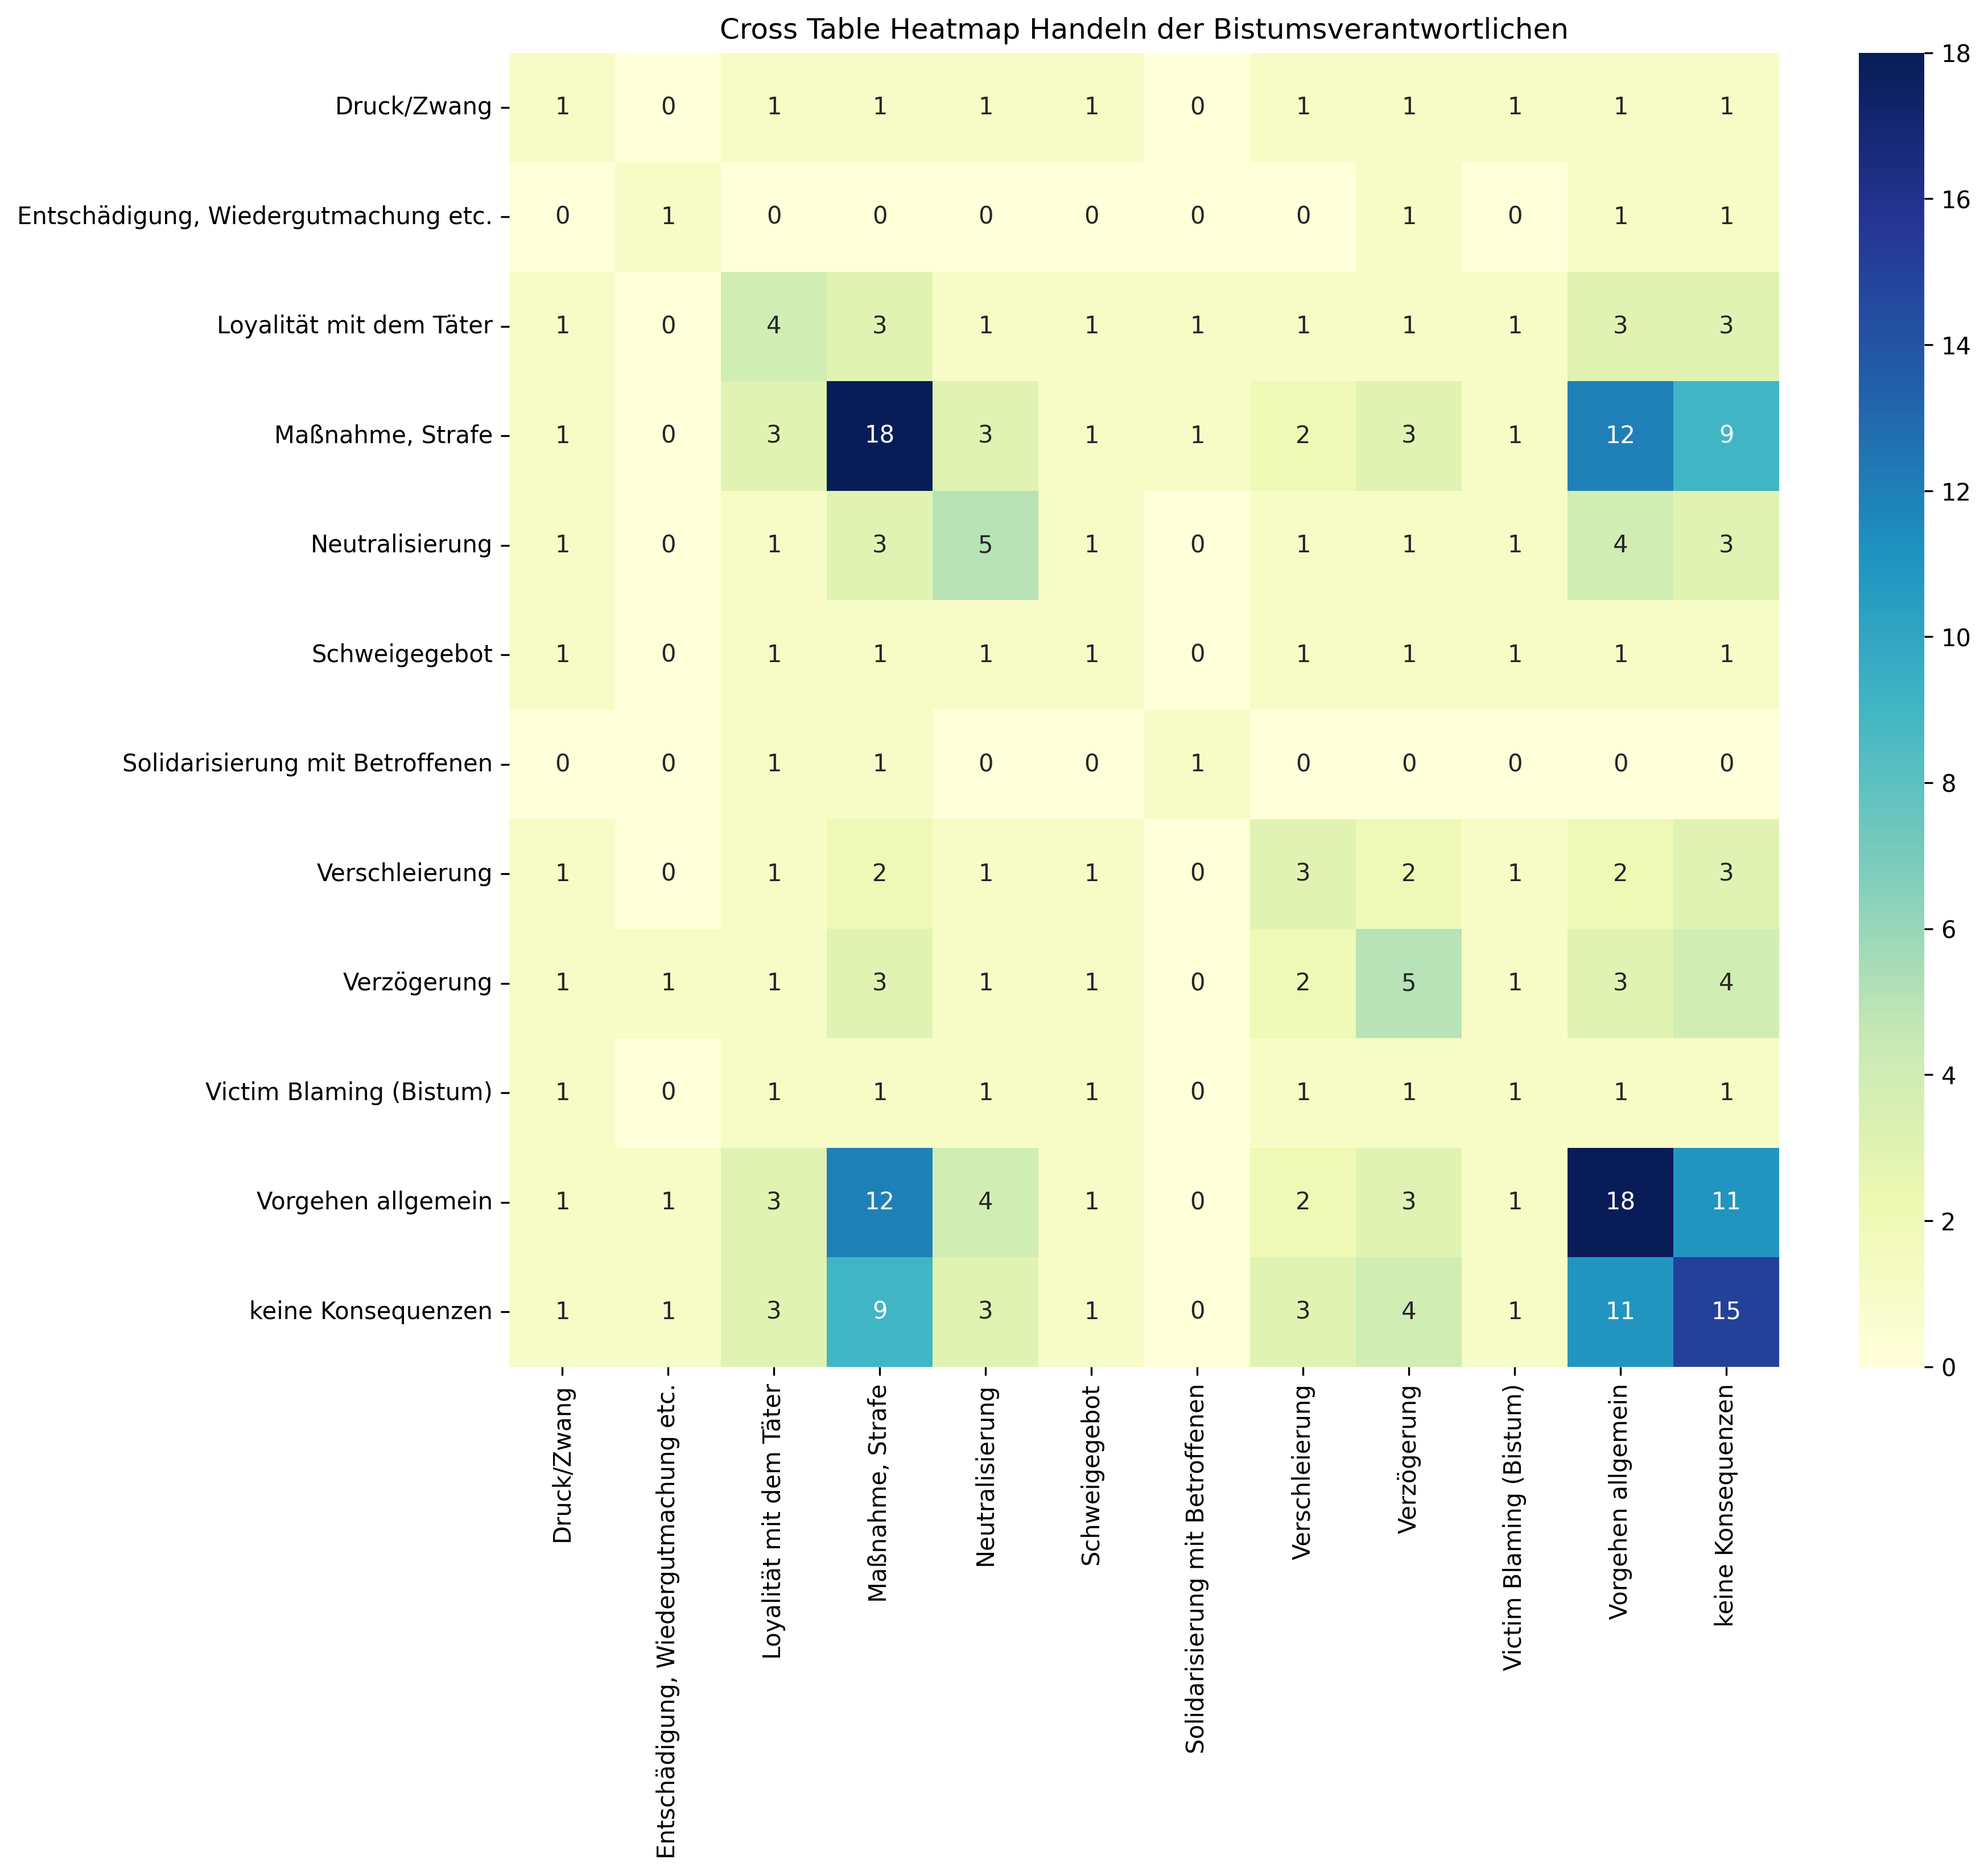 Cross Table Heatmap Handeln der Bistumsverantwortlichen
Druck/Zwang 1 0 1 1 1 1 0 1 1 1 1 1
Entschädigung, Wiedergutmachung etc. 0 1 0 0 0 0 0 0 1 0 1 1
Loyalität mit dem Täter 1 0 4 3 1 1 1 1 1 1 3 3
Maßnahme, Strafe 1 0 3 18 3 1 1 2 3 1 12 9
Neutralisierung 1 0 1 3 5 1 0 1 1 1 4 3
Schweigegebot 1 0 1 1 1 1 0 1 1 1 1 1
Solidarisierung mit Betroffenen 0 0 1 1 0 0 1 0 0 0 0 0
Verschleierung 1 0 1 2 1 1 0 3 2 1 2 3
Verzögerung 1 1 1 3 1 1 0 2 5 1 3 4
Victim Blaming (Bistum) 1 0 1 1 1 1 0 1 1 1 1 1
Vorgehen allgemein 1 1 3 12 4 1 0 2 3 1 18 11
keine Konsequenzen 1 1 3 9 3 1 0 3 4 1 11 15
Druck/Zwang
Entschädigung, Wiedergutmachung etc.
Loyalität mit dem Täter
Maßnahme, Strafe
Neutralisierung
Schweigegebot
Solidarisierung mit Betroffenen
Verschleierung
Verzögerung
Victim Blaming (Bistum)
Vorgehen allgemein
keine Konsequenzen
18
16
14
12
10
8
6
4
2
0